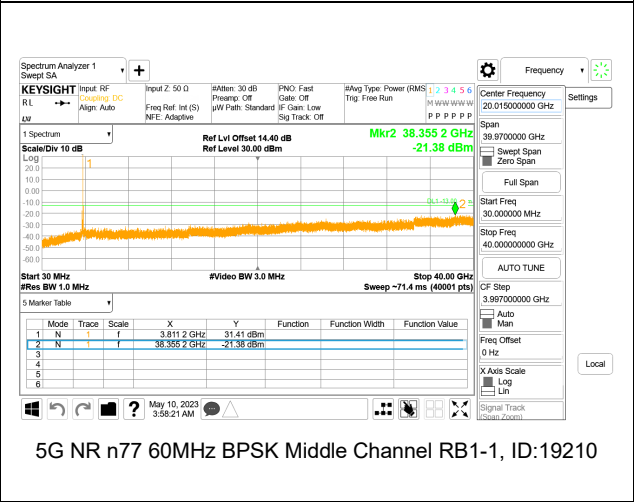 Spectrum Analyzer 1
Swept SA
Frequency
Settings
KEYSIGHT
RL
Input: RF
Coupling: DC
Align: Auto
Input Z: 50 Ω
Freq Ref: Int (S)
NFE: Adaptive
#Atten: 30 dB
Preamp: Off
µW Path: Standard
PNO: Fast
Gate: Off
IF Gain: Low
Sig Track: Off
#Avg Type: Power (RMS
Trig: Free Run
1 2 3 4 5 6
M W W W W W
P P P P P P
1 Spectrum
Scale/Div 10 dB
Ref Lvl Offset 14.40 dB
Ref Level 30.00 dBm
Mkr2 38.355 2 GHz
-21.38 dBm
Log
1
20.0
10.0
0.00
-10.0
-20.0
-30.0
-40.0
-50.0
-60.0
2
Start 30 MHz
#Res BW 1.0 MHz
#Video BW 3.0 MHz
Stop 40.00 GHz
Sweep ~71.4 ms (40001 pts)
5 Marker Table
Mode Trace Scale X Y Function Function Width Function Value
1 N 1 f 3.811 2 GHz 31.41 dBm
2 N 1 f 38.355 2 GHz -21.38 dBm
3
4
5
6
Center Frequency
20.015000000 GHz
Span
39.9700000 GHz
Swept Span
Zero Span
Full Span
Start Freq
30.000000 MHz
Stop Freq
40.000000000 GHz
AUTO TUNE
CF Step
3.997000000 GHz
Auto
Man
Freq Offset
0 Hz
X Axis Scale
Log
Lin
Signal Track
(Span Zoom)
Local
?
May 10, 2023
3:58:21 AM
5G NR n77 60MHz BPSK Middle Channel RB1-1, ID:19210